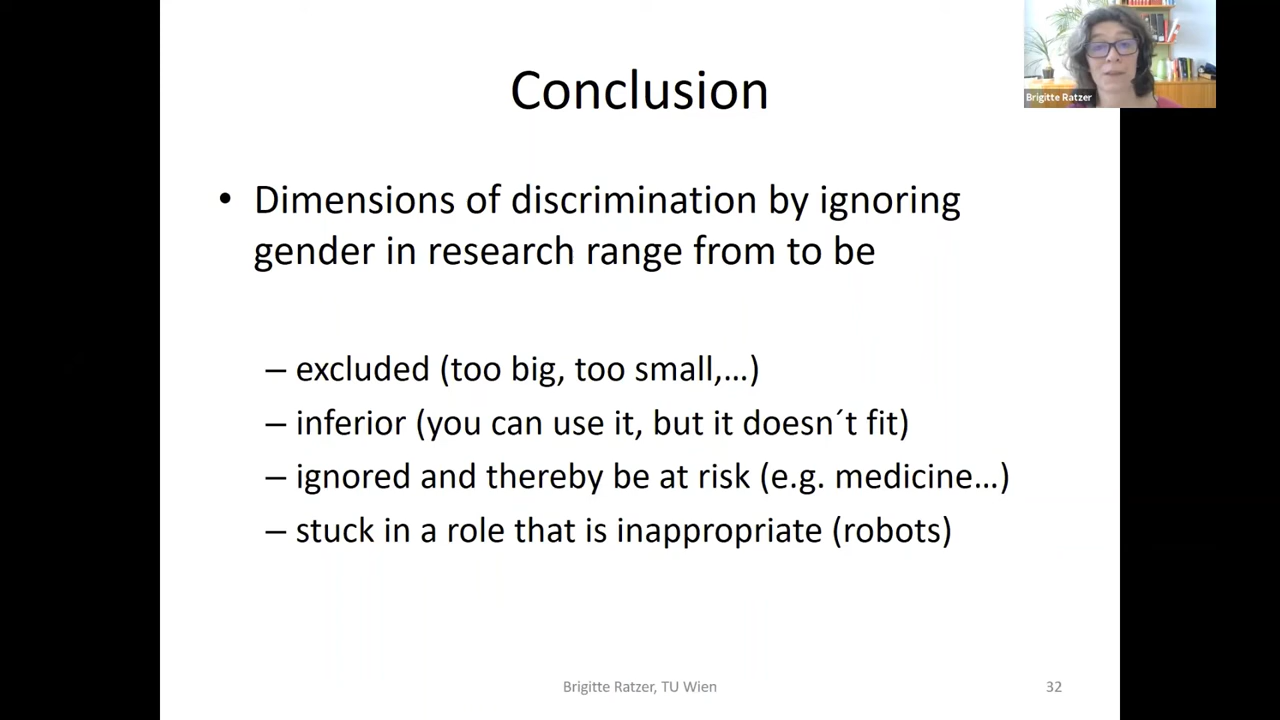 Conclusion
Brigitte Ratzer
• Dimensions of discrimination by ignoring
gender in research range from to be
– excluded (too big, too small,…)
– inferior (you can use it, but it doesn´t fit)
– ignored and thereby be at risk (e.g. medicine…)
– stuck in a role that is inappropriate (robots)
Brigitte Ratzer, TU Wien
32